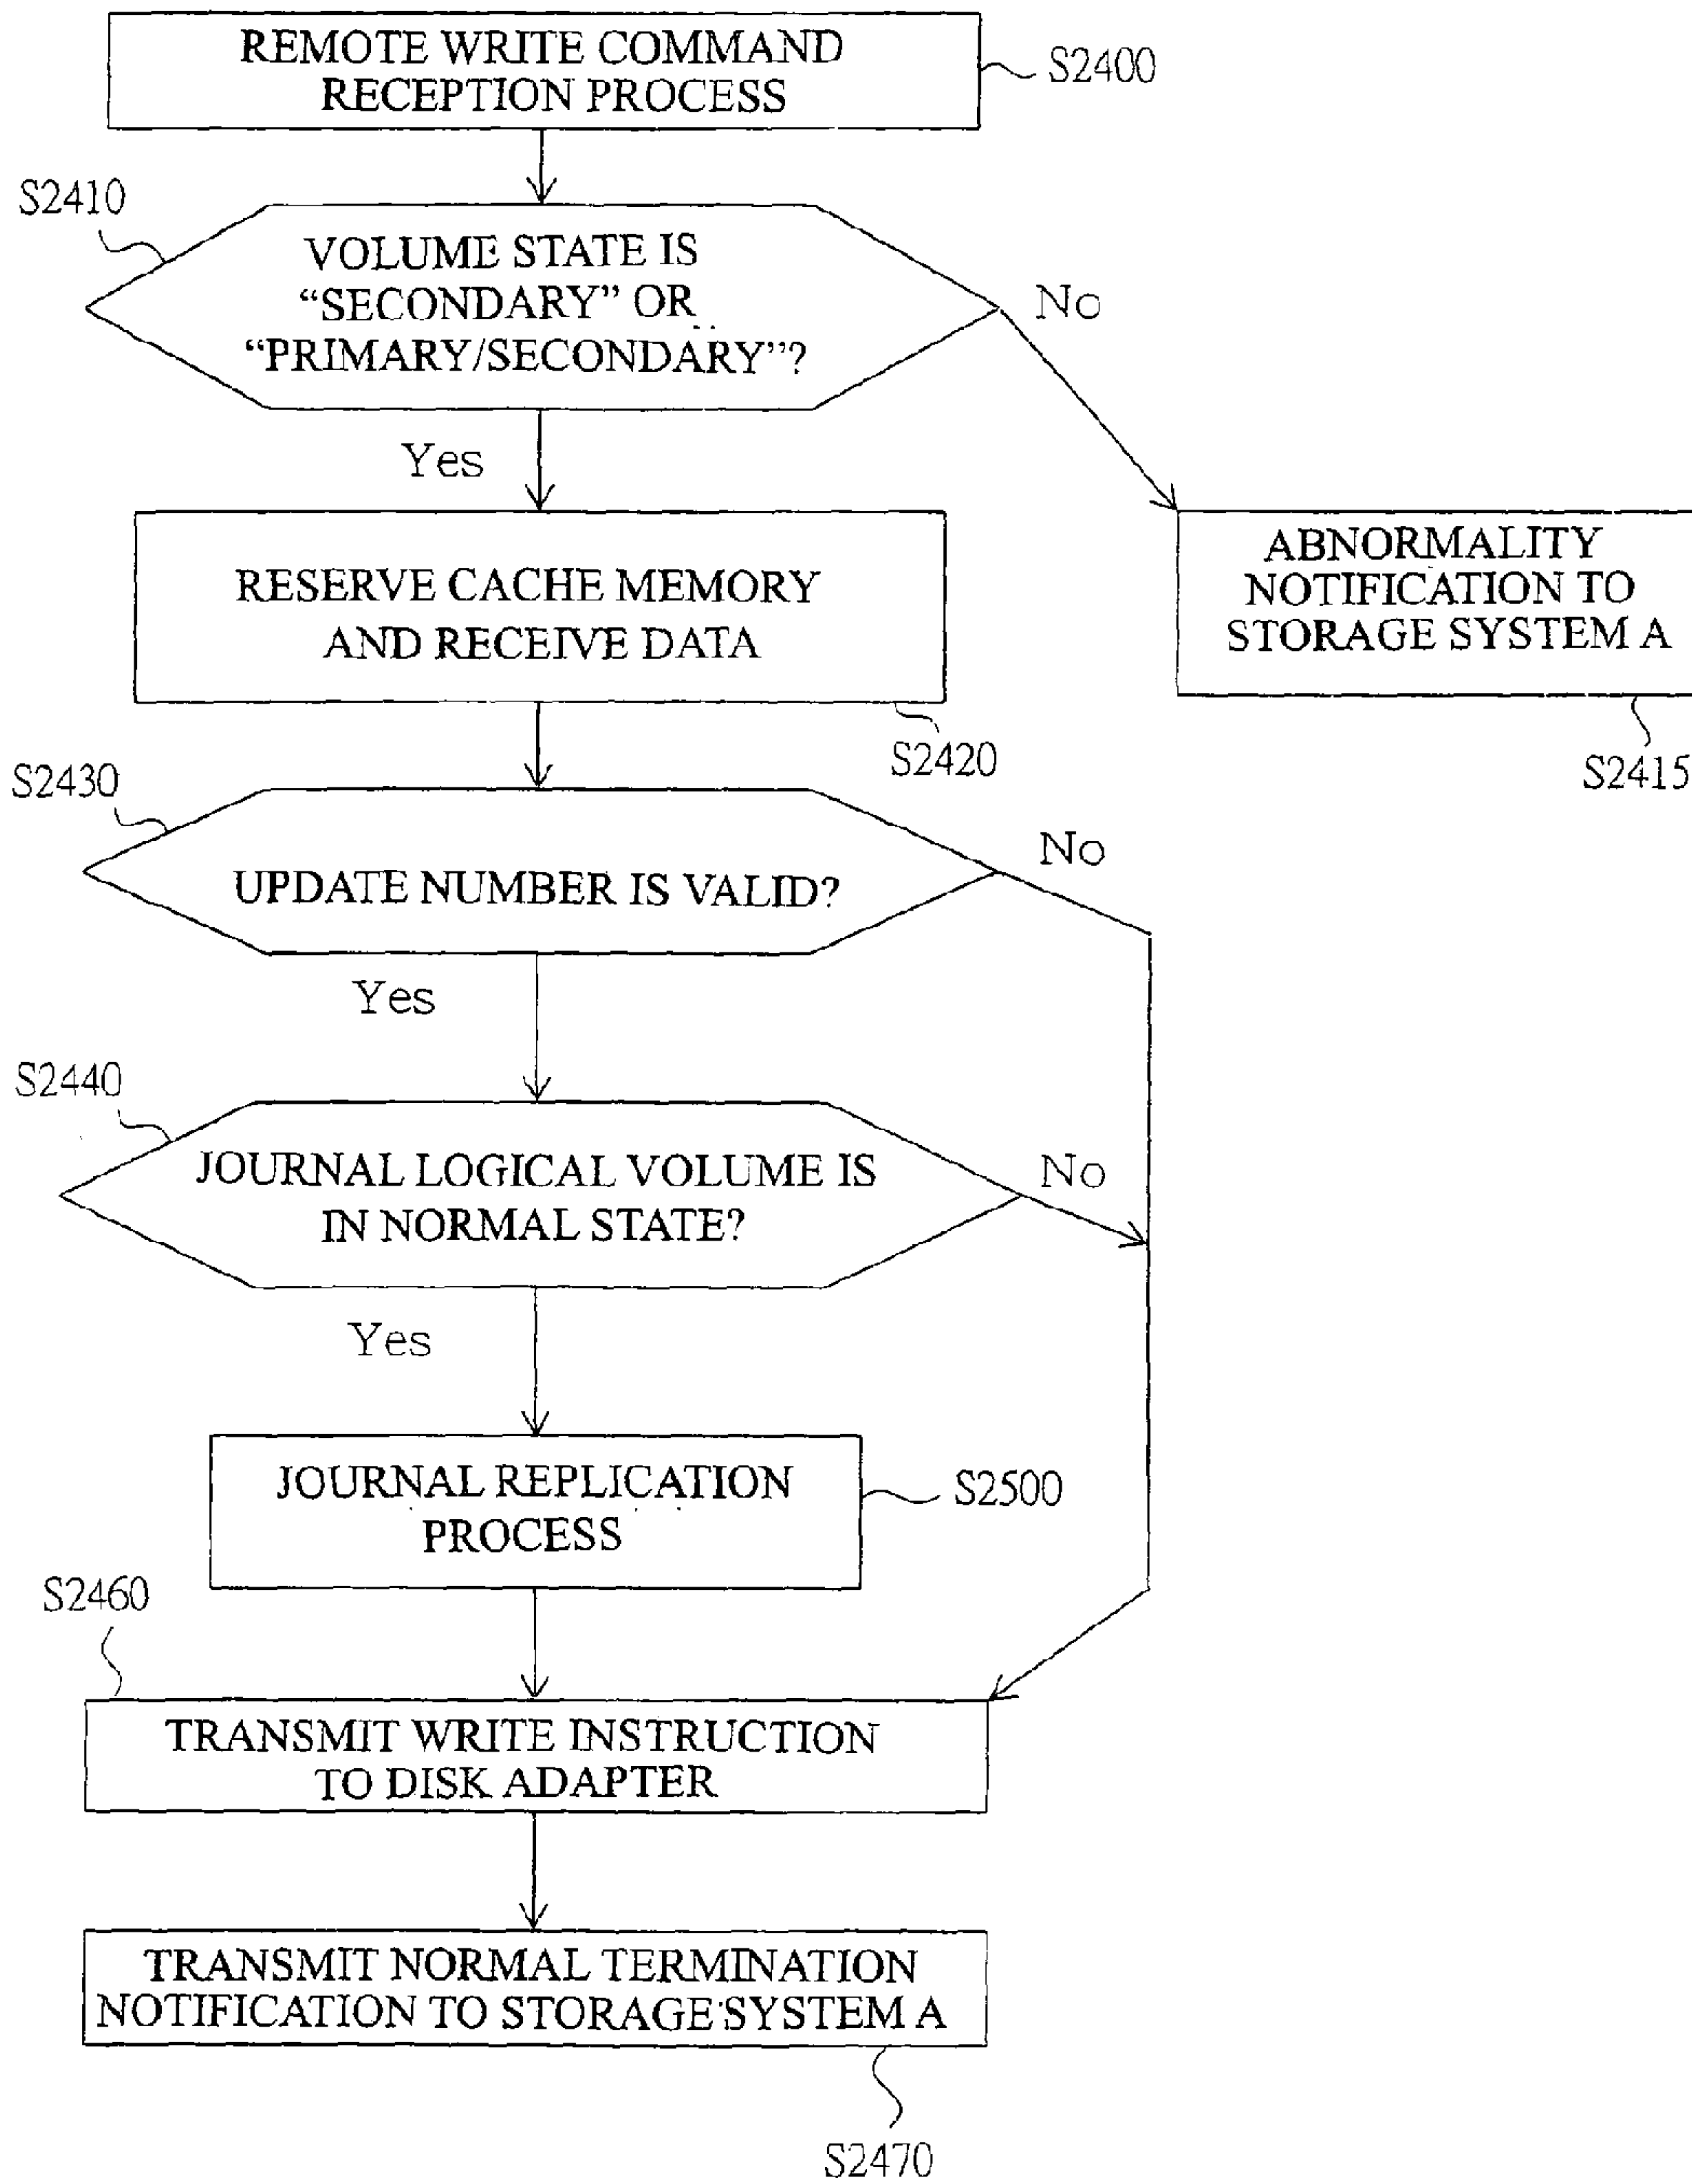 REMOTE WRITE COMMAND
RECEPTION PROCESS
S2400
S2410
VOLUME STATE IS
“SECONDARY” OR
“PRIMARY/SECONDARY”?
No
Yes
ABNORMALITY
NOTIFICATION TO
STORAGE SYSTEM A
S2415
RESERVE CACHE MEMORY
AND RECEIVE DATA
S2420
S2430
UPDATE NUMBER IS VALID?
No
Yes
S2440
JOURNAL LOGICAL VOLUME IS
IN NORMAL STATE?
No
Yes
JOURNAL REPLICATION
PROCESS
S2500
S2460
TRANSMIT WRITE INSTRUCTION
TO DISK ADAPTER
TRANSMIT NORMAL TERMINATION
NOTIFICATION TO STORAGE SYSTEM A
S2470